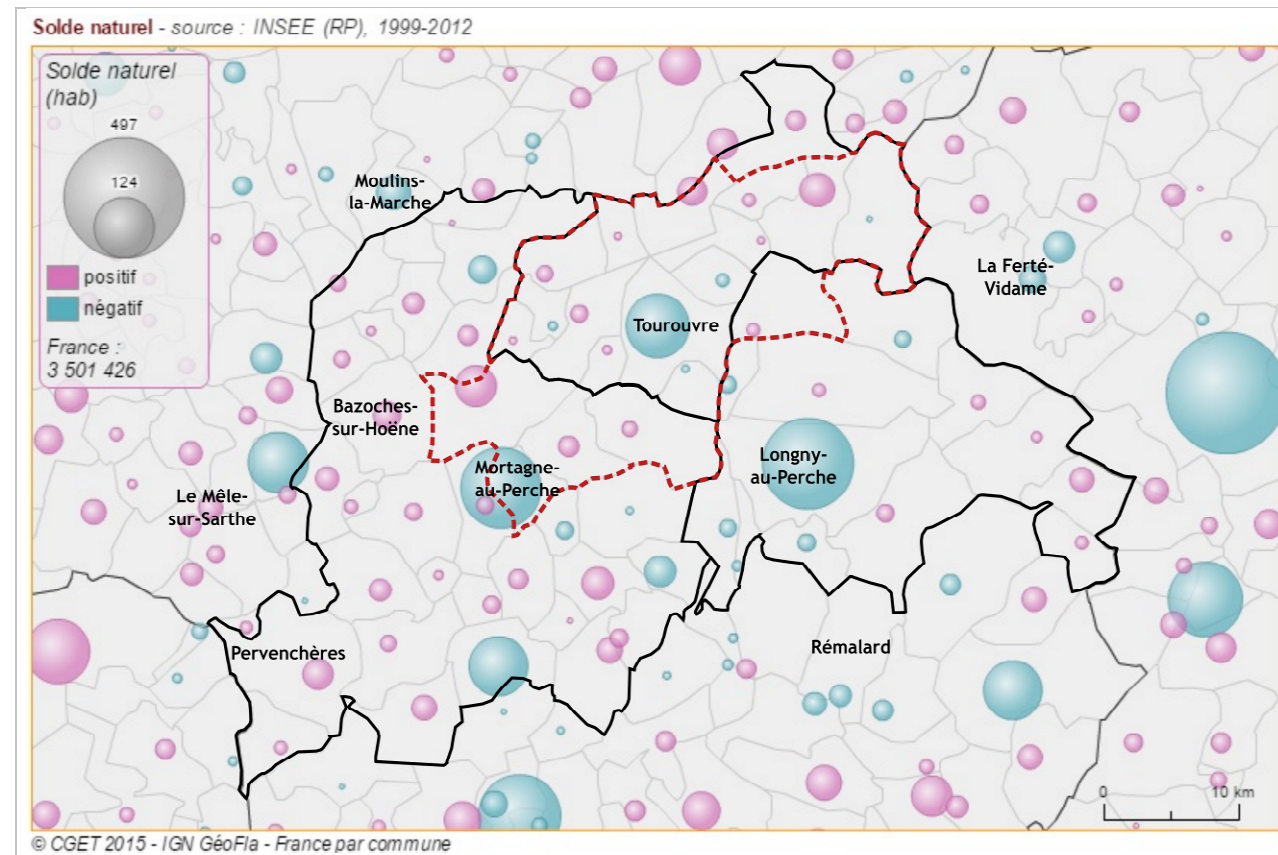 Solde naturel - source : INSEE (RP), 1999-2012
Solde naturel
(hab)
497
124
positif
négatif
France :
3 501 426
Moulins-
la-Marche
La Ferté-
Vidame
Tourouvre
Bazoches-
sur-Hoëne
Mortagne-
au-Perche
Longny-
au-Perche
Le Mêle-
sur-Sarthe
Pervenchères
Rémalard
0 10 km
© CGET 2015 - IGN GéoFla - France par commune